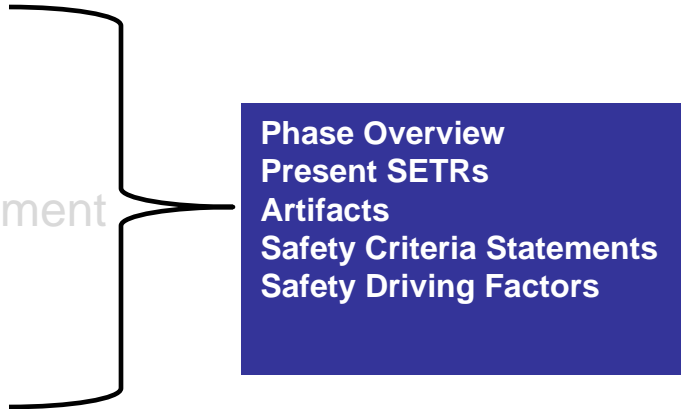 ment
Phase Overview
Present SETRs
Artifacts
Safety Criteria Statements
Safety Driving Factors